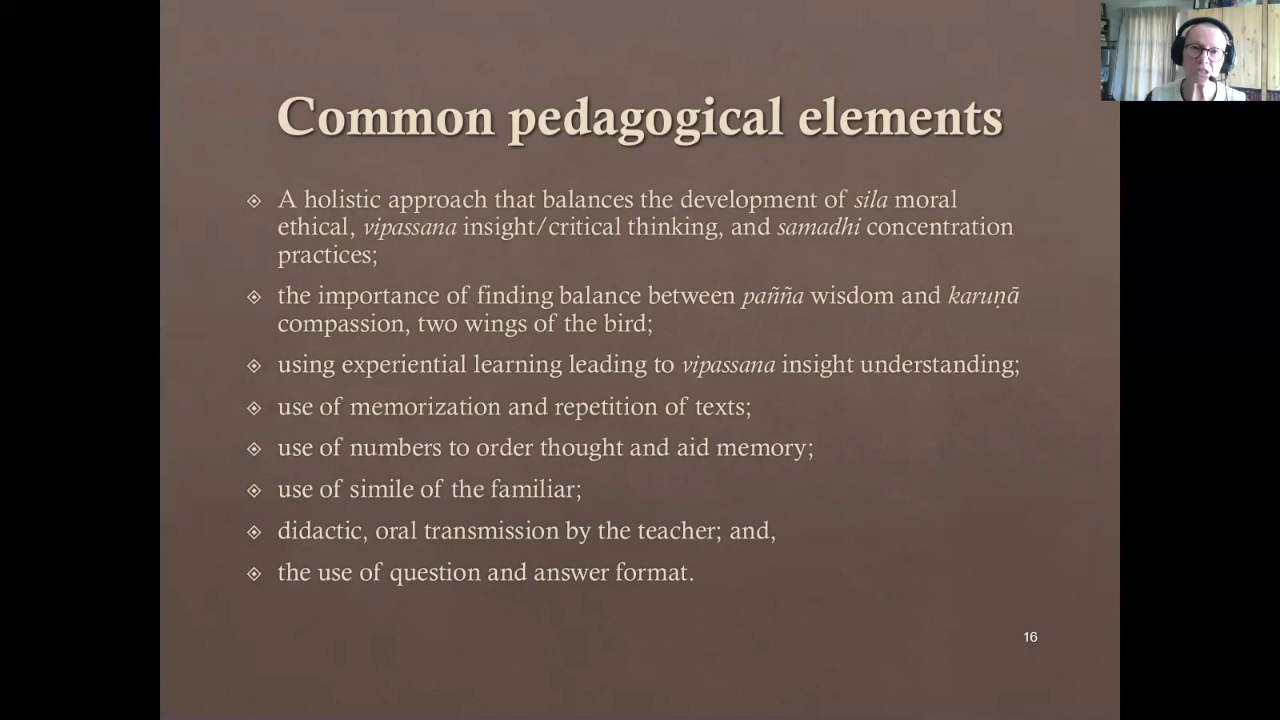 Common pedagogical elements
A holistic approach that balances the development of sila moral
ethical, vipassana insight/critical thinking, and samadhi concentration
practices;
the importance of finding balance between pañña wisdom and karuṇā
compassion, two wings of the bird;
using experiential learning leading to vipassana insight understanding;
use of memorization and repetition of texts;
use of numbers to order thought and aid memory;
use of simile of the familiar;
didactic, oral transmission by the teacher; and,
the use of question and answer format.
16